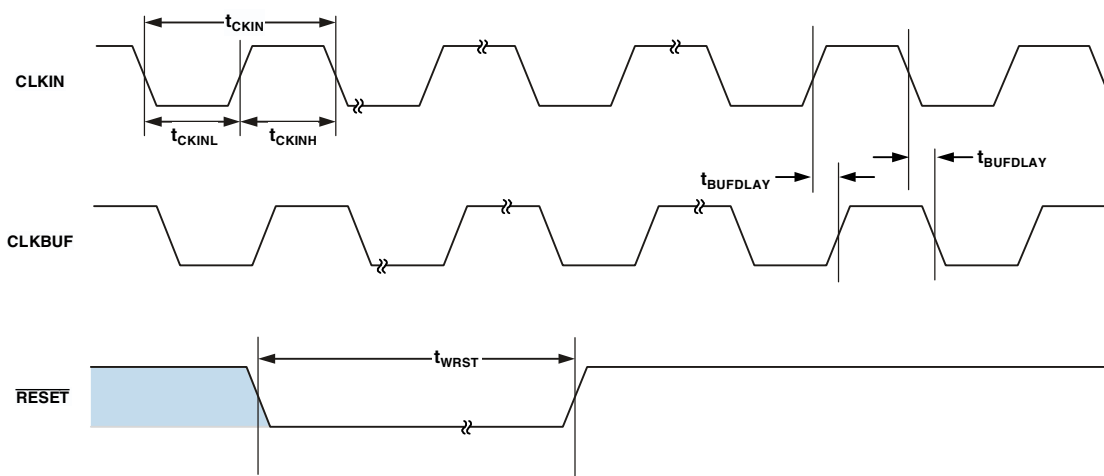 tCKIN
CLKIN
tCKINL
tCKINH
tBUFDLAY
tBUFDLAY
CLKBUF
tWRST
RESET